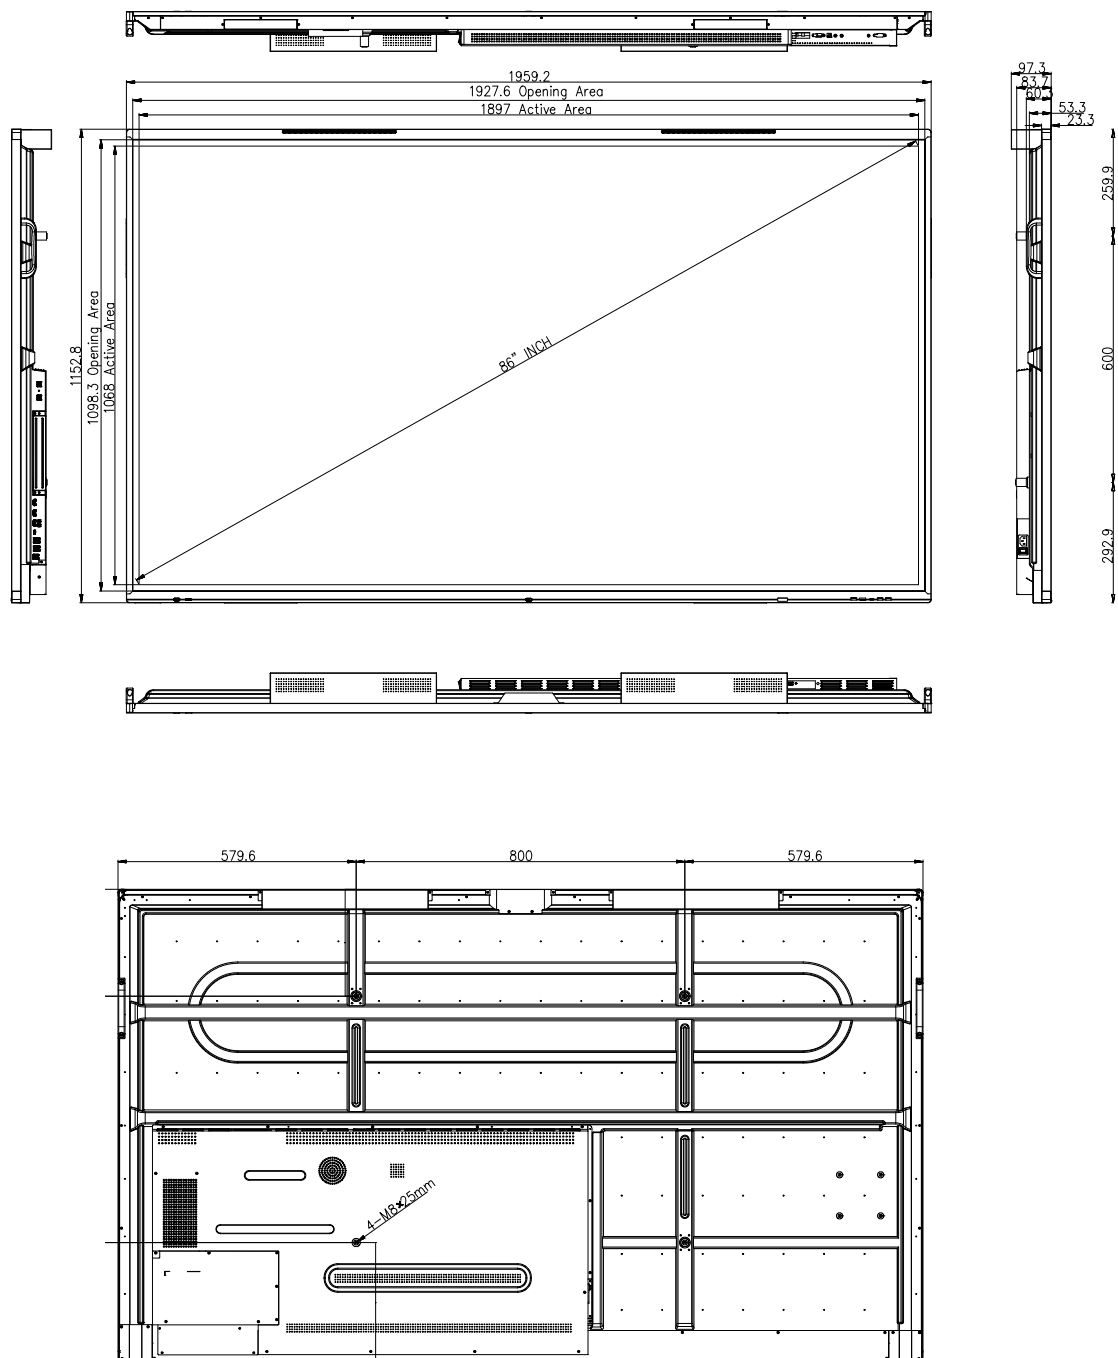 1959.2
1927.6 Opening Area
1897 Active Area
97.3
83.7
60.3
53.3
23.3
259.9
600
292.9
1152.8
1098.3 Opening Area
1068 Active Area
86" INCH
579.6
800
579.6
4-M8×25mm